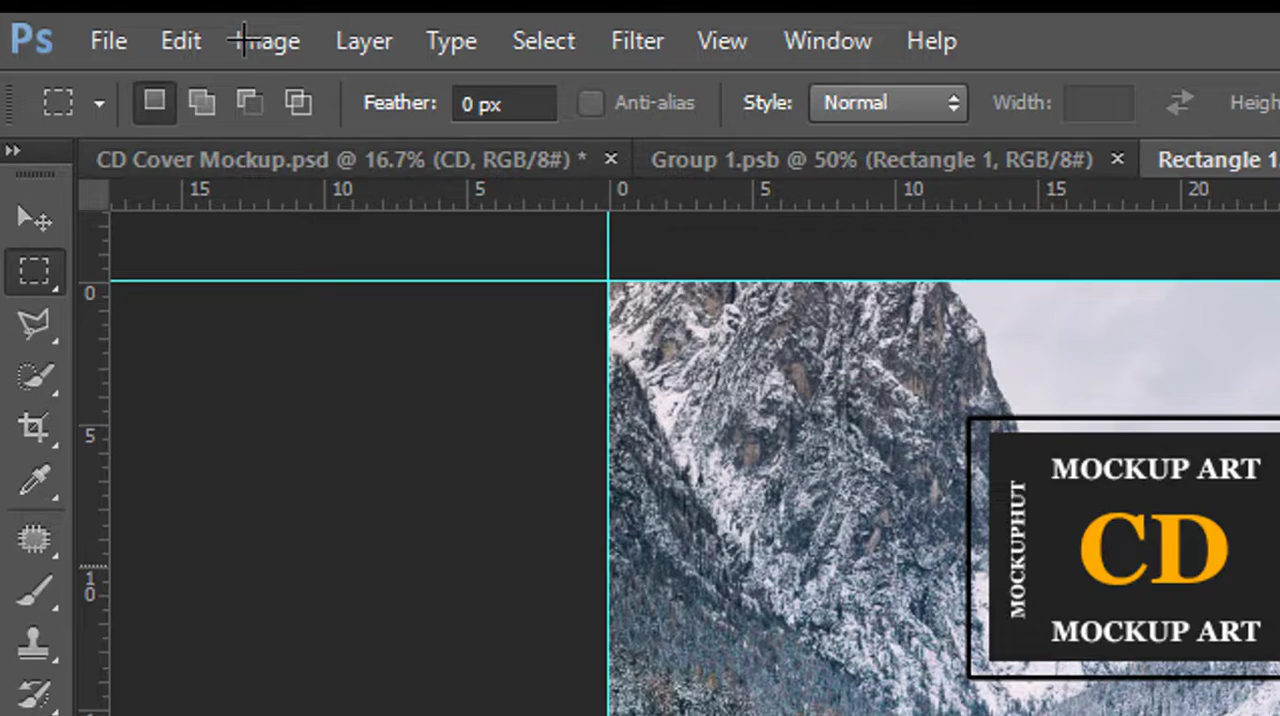 Ps File Edit Image Layer Type Select Filter View Window Help
Feather: 0 px Anti-alias Style: Normal Width: Heigh
CD Cover Mockup.psd @ 16.7% (CD, RGB/8#) * × Group 1.psb @ 50% (Rectangle 1, RGB/8#) × Rectangle 1
15 10 5 0 5 10 15 20
0
5
10
MOCKUPHUT
MOCKUP ART
CD
MOCKUP ART